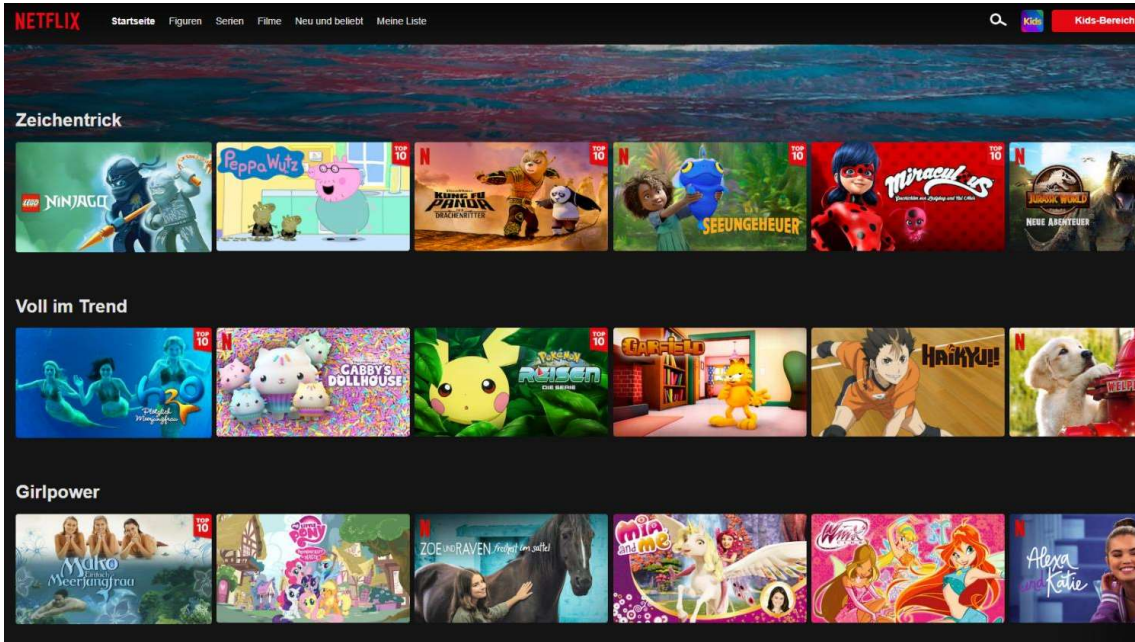 NETFLIX Startseite Figuren Serien Filme Neu und beliebt Meine Liste Kids Kids-Bereich
Zeichentrick
LEGO NINJAGO
Peppa Wutz
TOP 10
N
KUNG FU PANDA
DRACHENRITTER
TOP 10
N
SEEUNGEHEUER
TOP 10
Miraculous
TOP 10
N
JURASSIC WORLD
NEUE ABENTEUER
Voll im Trend
H2O
Plötzlich Meerjungfrau
TOP 10
N
GABBY'S DOLLHOUSE
POKÉMON REISEN
DIE SERIE
TOP 10
GARFIELD
HAIKYU!!
N
WELP
Girlpower
Mako
Einfach Meerjungfrau
TOP 10
MY LITTLE PONY
N
ZOE UND RAVEN freiheit im sattel
Mia and me
Winx
N
Alexa und Katie